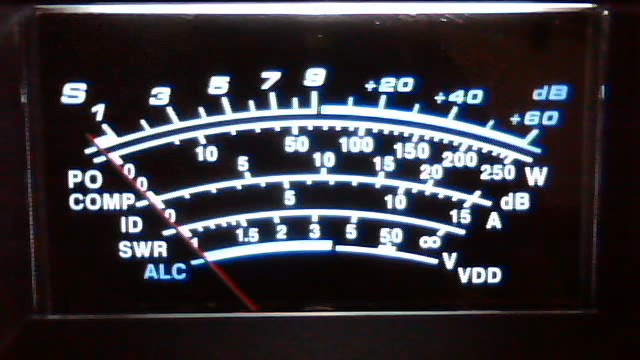 S 1 3 5 7 9 +20 +40 +60 dB
PO 0 10 50 100 150 200 250 W
COMP 0 5 10 15 20 dB
ID 0 5 10 15 A
SWR 1 1.5 2 3 5 50 ∞
ALC V VDD